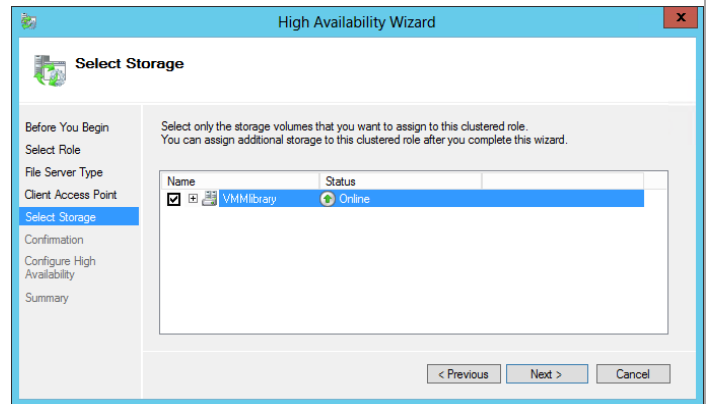 High Availability Wizard
x
Select Storage
Before You Begin
Select Role
File Server Type
Client Access Point
Select Storage
Confirmation
Configure High
Availability
Summary
Select only the storage volumes that you want to assign to this clustered role.
You can assign additional storage to this clustered role after you complete this wizard.
Name Status
VMMlibrary Online
< Previous Next > Cancel